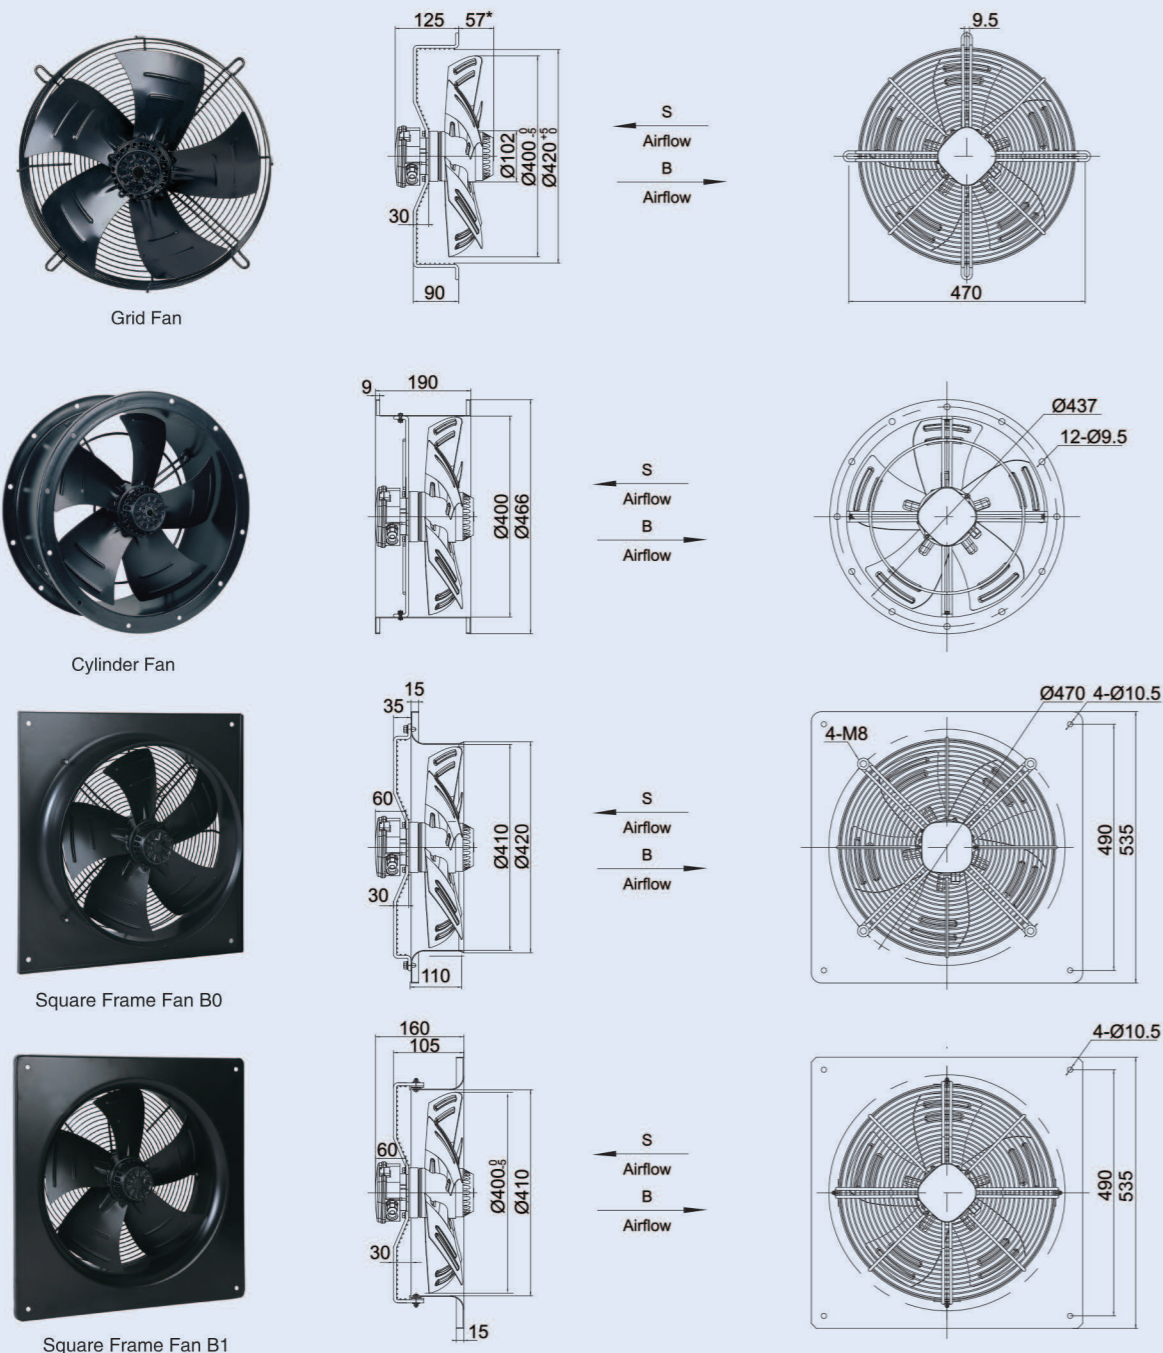 125 57*
9.5
S
Airflow
B
Airflow
Ø102
Ø400 0 -5
Ø420 +5 0
30
90
470
Grid Fan
9 190
Ø400
Ø466
S
Airflow
B
Airflow
Ø437
12-Ø9.5
Cylinder Fan
15
35
60
30
110
Ø410
Ø420
S
Airflow
B
Airflow
Ø470 4-Ø10.5
4-M8
490
535
Square Frame Fan B0
160
105
60
30
15
Ø400 0 -5
Ø410
S
Airflow
B
Airflow
4-Ø10.5
490
535
Square Frame Fan B1